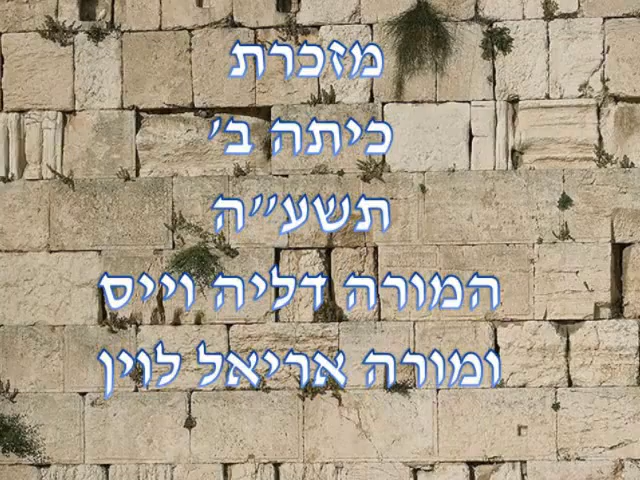 מזכרת
כיתה ב׳
תשע״ה
המורה דליה וייס
ומורה אריאל לוין